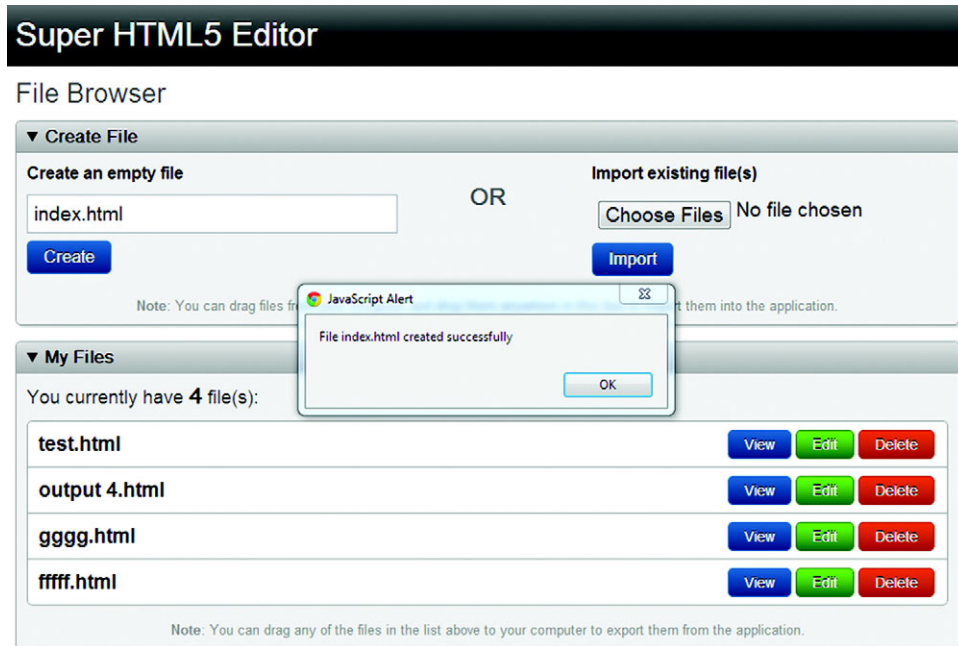 Super HTML5 Editor
File Browser
▼ Create File
Create an empty file
index.html
Create
OR
Import existing file(s)
Choose Files No file chosen
Import
Note: You can drag files
them into the application.
JavaScript Alert
File index.html created successfully
OK
▼ My Files
You currently have 4 file(s):
test.html View Edit Delete
output 4.html View Edit Delete
gggg.html View Edit Delete
fffff.html View Edit Delete
Note: You can drag any of the files in the list above to your computer to export them from the application.